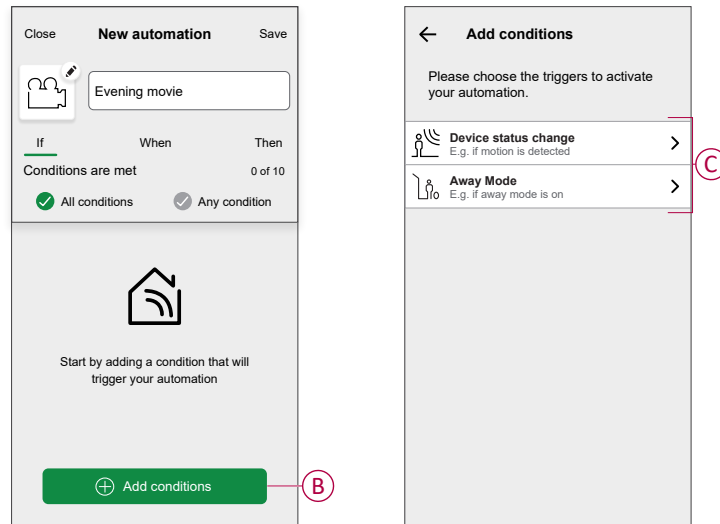 Close New automation Save
Evening movie
If When Then
Conditions are met 0 of 10
All conditions Any condition
Start by adding a condition that will
trigger your automation
Add conditions
B
Add conditions
Please choose the triggers to activate
your automation.
Device status change
E.g. if motion is detected
Away Mode
E.g. if away mode is on
C